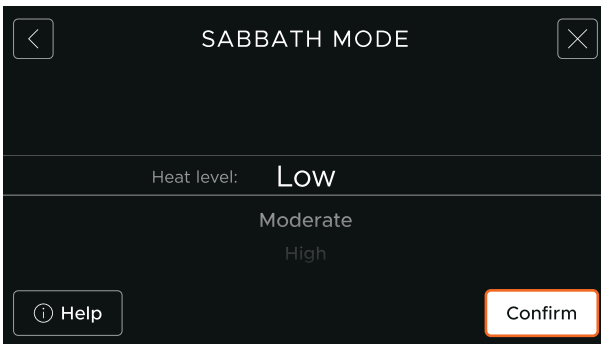 SABBATH MODE
Heat level: Low
Moderate
High
Help
Confirm